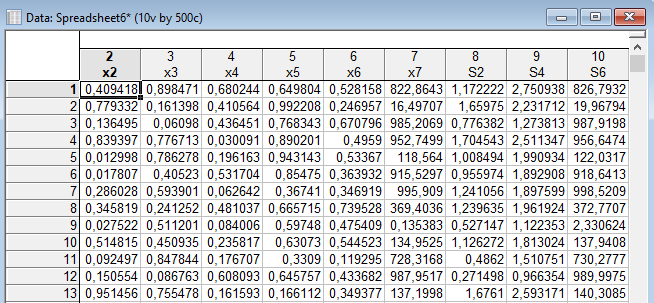 Data: Spreadsheet6* (10v by 500c)
2 3 4 5 6 7 8 9 10
x2 x3 x4 x5 x6 x7 S2 S4 S6
1 0,409418 0,898471 0,680244 0,649804 0,528158 822,8643 1,172222 2,750938 826,7932
2 0,779332 0,161398 0,410564 0,992208 0,246957 16,49707 1,65975 2,231712 19,96794
3 0,136495 0,06098 0,436451 0,768343 0,670796 985,2069 0,776382 1,273813 987,9198
4 0,839397 0,776713 0,030091 0,890201 0,4959 952,7499 1,704543 2,511347 956,6474
5 0,012998 0,786278 0,196163 0,943143 0,53367 118,564 1,008494 1,990934 122,0317
6 0,017807 0,40523 0,531704 0,85475 0,363932 915,5297 0,955974 1,892908 918,6413
7 0,286028 0,593901 0,062642 0,36741 0,346919 995,909 1,241056 1,897599 998,5209
8 0,345819 0,241252 0,481037 0,665715 0,739528 369,4036 1,239635 1,961924 372,7707
9 0,027522 0,511201 0,084006 0,59748 0,475409 0,135383 0,527147 1,122353 2,330624
10 0,514815 0,450935 0,235817 0,63073 0,544523 134,9525 1,126272 1,813024 137,9408
11 0,092497 0,847844 0,176707 0,3309 0,119295 728,3168 0,4862 1,510751 730,2777
12 0,150554 0,086763 0,608093 0,645757 0,433682 987,9517 0,271498 0,966354 989,9975
13 0,951456 0,755478 0,161593 0,166112 0,349377 137,1998 1,6761 2,593171 140,3085